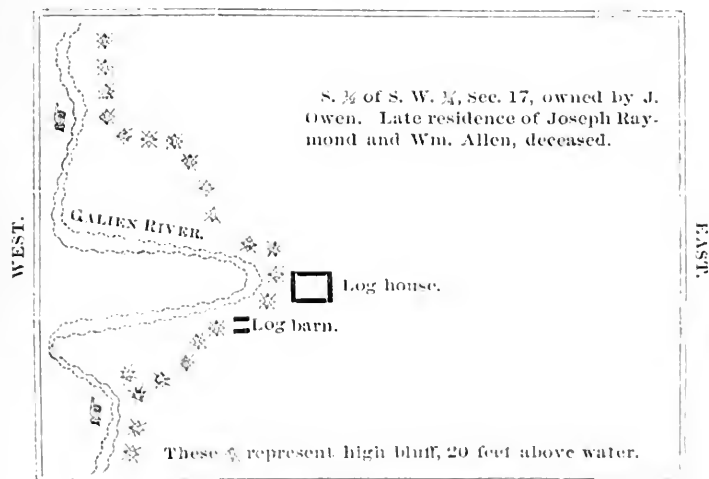 S. ½ of S. W. ¼, Sec. 17, owned by J.
Owen. Late residence of Joseph Ray-
mond and Wm. Allen, deceased.
GALIEN RIVER.
WEST.
EAST.
Log house.
Log barn.
These represent high bluff, 20 feet above water.